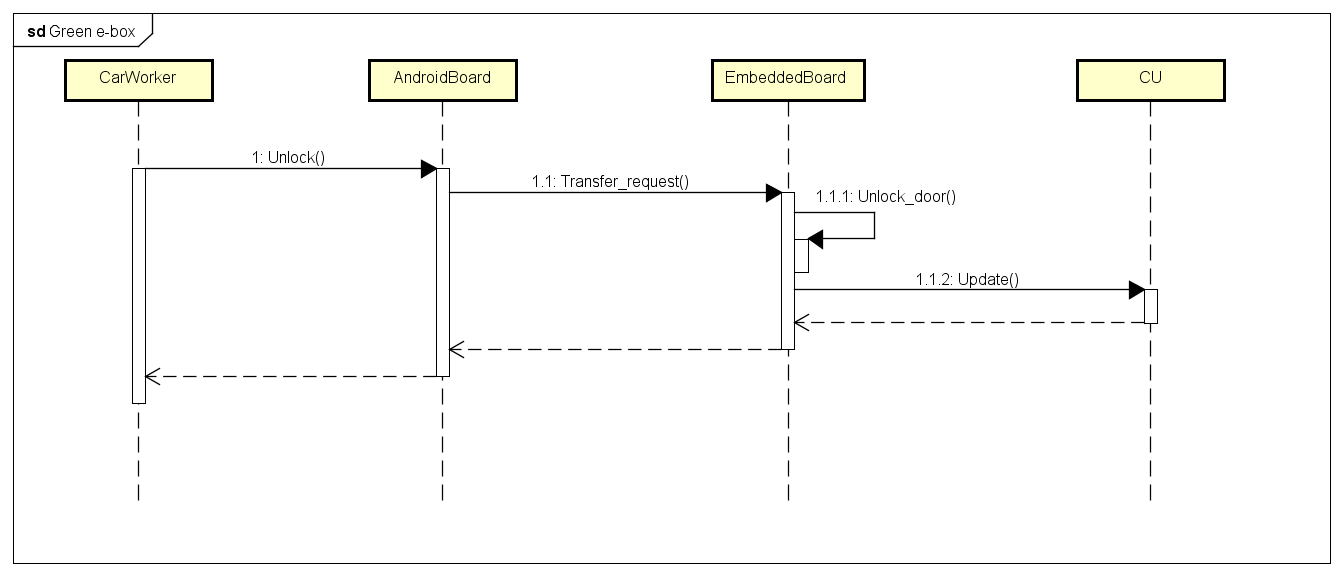 sd Green e-box
CarWorker
AndroidBoard
EmbeddedBoard
CU
1: Unlock()
1.1: Transfer_request()
1.1.1: Unlock_door()
1.1.2: Update()